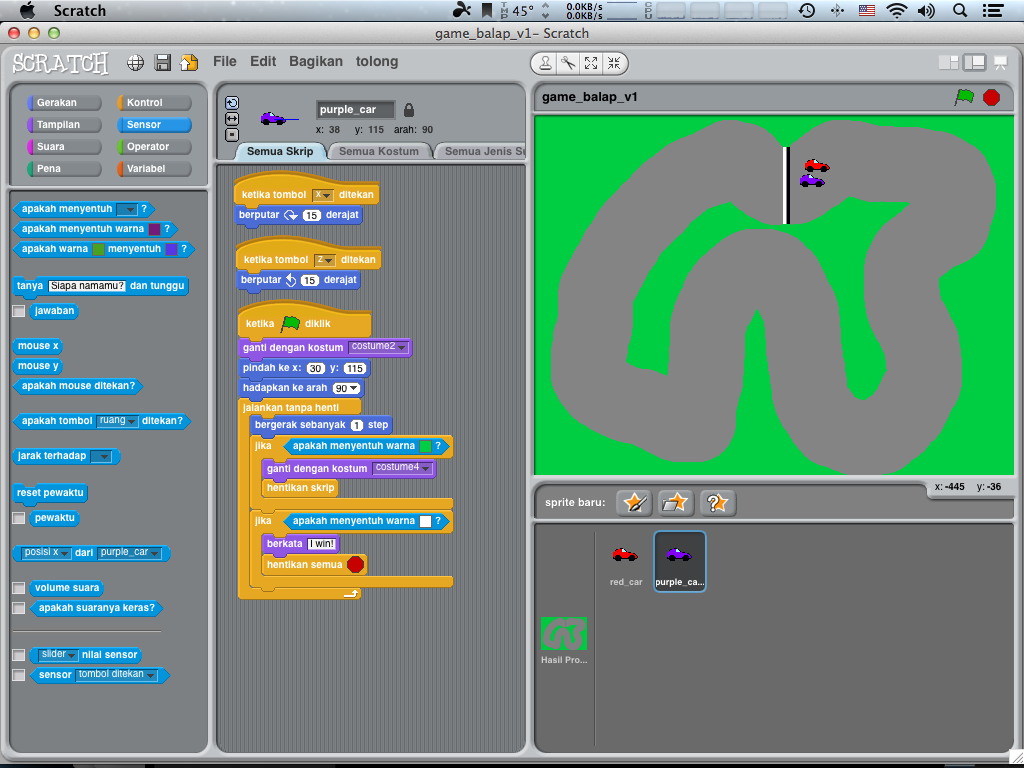 Scratch
45°
0.0KB/s
0.0KB/s
game_balap_v1- Scratch
SCRATCH
File Edit Bagikan tolong
Gerakan Kontrol
Tampilan Sensor
Suara Operator
Pena Variabel
apakah menyentuh ?
apakah menyentuh warna ?
apakah warna menyentuh ?
tanya Siapa namamu? dan tunggu
jawaban
mouse x
mouse y
apakah mouse ditekan?
apakah tombol ruang ditekan?
jarak terhadap
reset pewaktu
pewaktu
posisi x dari purple_car
volume suara
apakah suaranya keras?
slider nilai sensor
sensor tombol ditekan
purple_car
x: 38 y: 115 arah: 90
Semua Skrip Semua Kostum Semua Jenis Su
ketika tombol x ditekan
berputar 15 derajat
ketika tombol z ditekan
berputar 15 derajat
ketika diklik
ganti dengan kostum costume2
pindah ke x: 30 y: 115
hadapkan ke arah 90
jalankan tanpa henti
bergerak sebanyak 1 step
jika apakah menyentuh warna ?
ganti dengan kostum costume4
hentikan skrip
jika apakah menyentuh warna ?
berkata I win!
hentikan semua
game_balap_v1
x: -445 y: -36
sprite baru:
red_car purple_ca...
Hasil Pro...